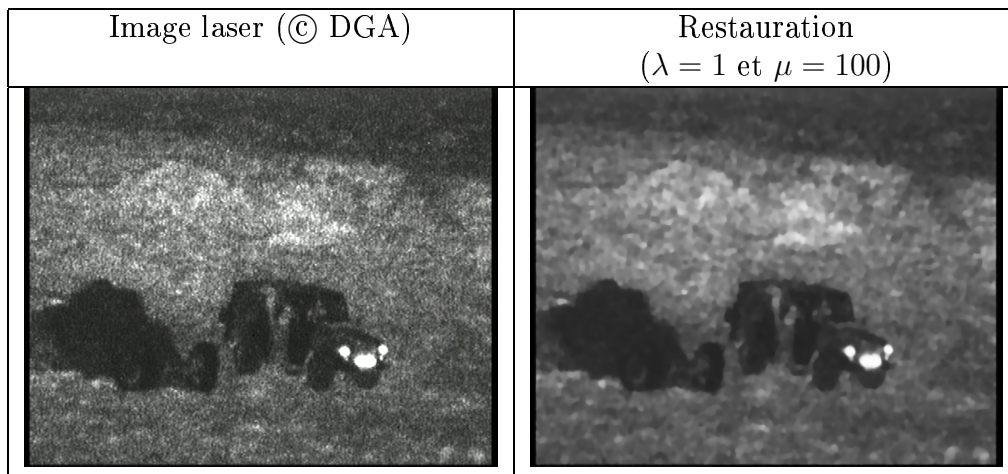 Image laser (© DGA)
Restauration
(λ = 1 et μ = 100)